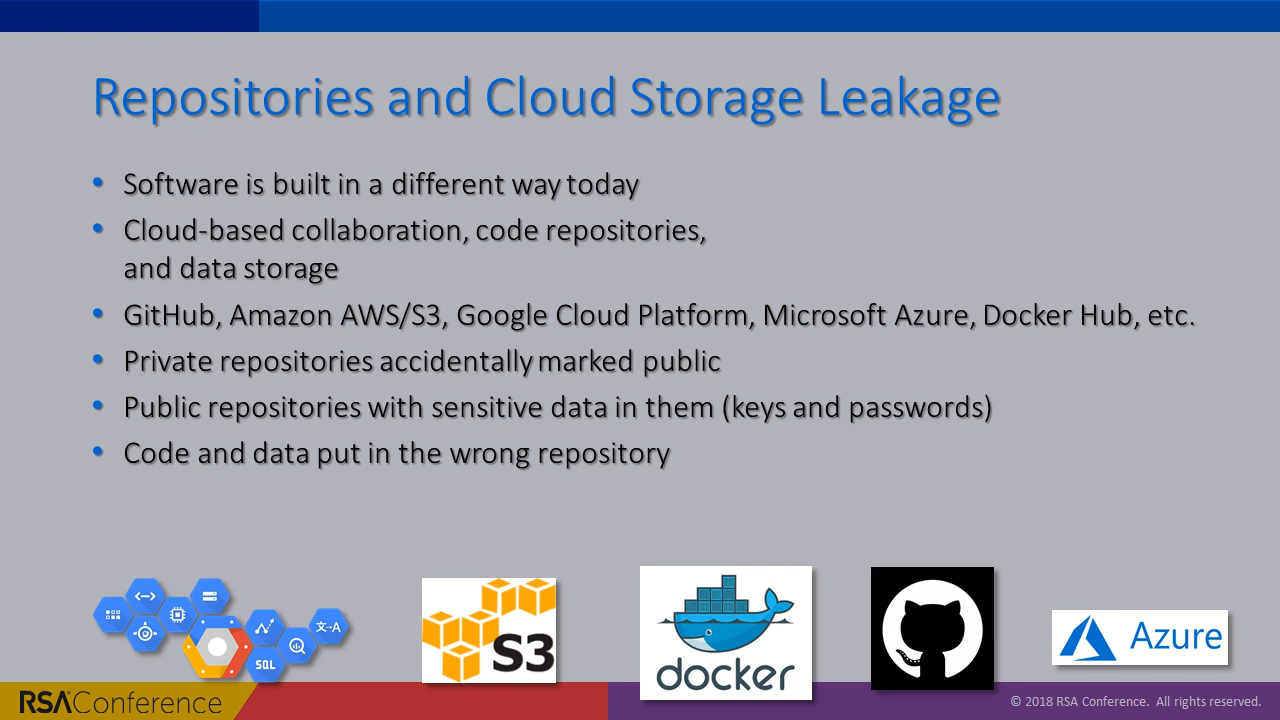 Repositories and Cloud Storage Leakage
• Software is built in a different way today
• Cloud-based collaboration, code repositories,
and data storage
• GitHub, Amazon AWS/S3, Google Cloud Platform, Microsoft Azure, Docker Hub, etc.
• Private repositories accidentally marked public
• Public repositories with sensitive data in them (keys and passwords)
• Code and data put in the wrong repository
文→A
SQL
S3
docker
Azure
RSA®Conference
© 2018 RSA Conference. All rights reserved.